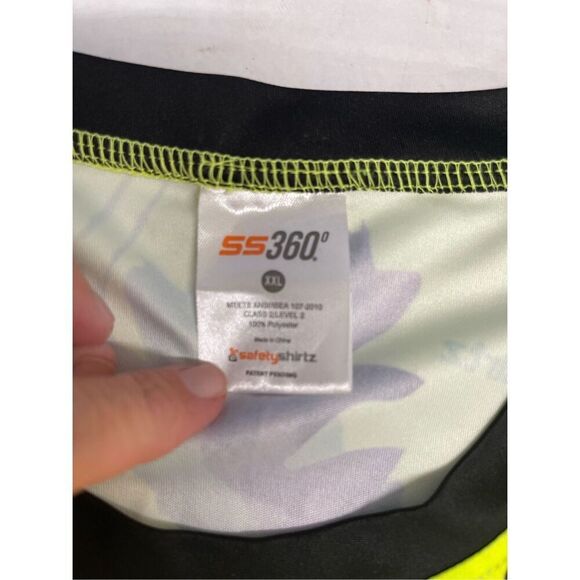 SS360°
XXL
MEETS ANSI/ISEA 107-2010
CLASS 2/LEVEL 2
100% Polyester
Made in China
safetyshirtz
PATENT PENDING